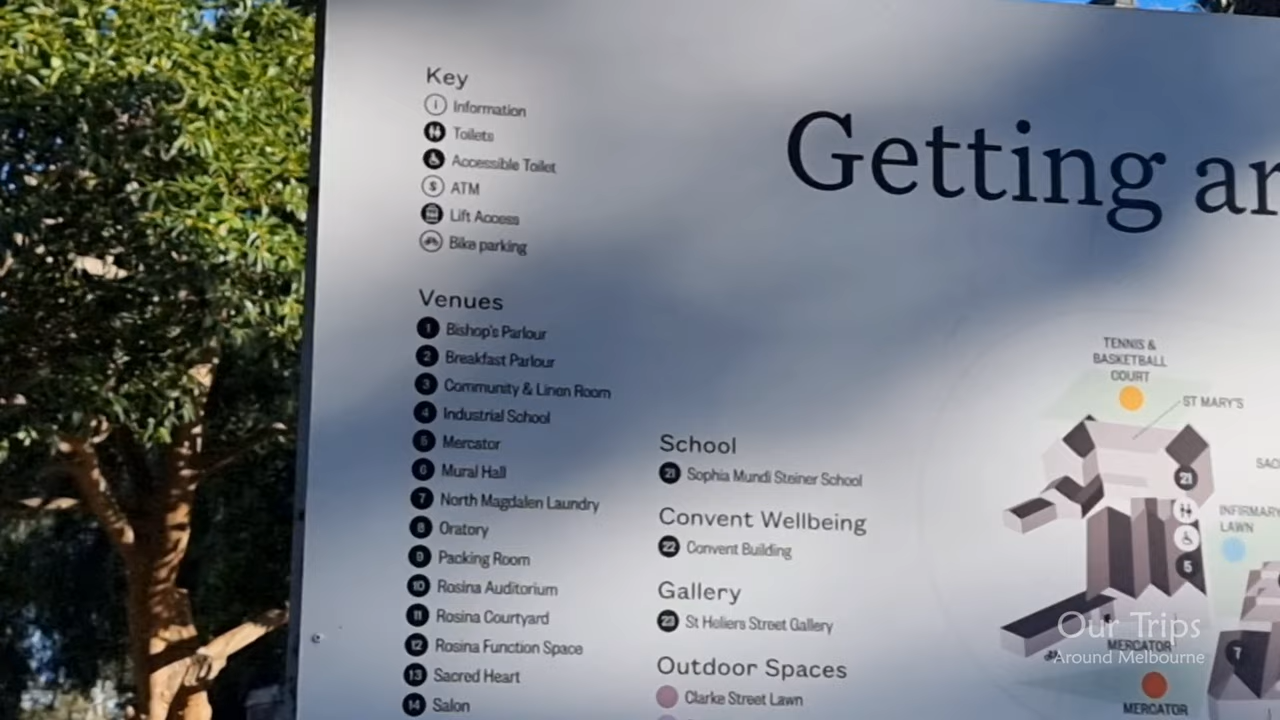 Key
Information
Toilets
Accessible Toilet
$ ATM
Lift Access
Bike parking
Venues
1 Bishop's Parlour
2 Breakfast Parlour
3 Community & Linen Room
4 Industrial School
5 Mercator
6 Mural Hall
7 North Magdalen Laundry
8 Oratory
9 Packing Room
10 Rosina Auditorium
11 Rosina Courtyard
12 Rosina Function Space
13 Sacred Heart
14 Salon
School
21 Sophia Mundi Steiner School
Convent Wellbeing
22 Convent Building
Gallery
23 St Heliers Street Gallery
Outdoor Spaces
Clarke Street Lawn
Getting
TENNIS &
BASKETBALL
COURT
ST MARY'S
21
INFIRMARY
LAWN
5
7
MERCATOR
MERCATOR
Our Trips
Around Melbourne